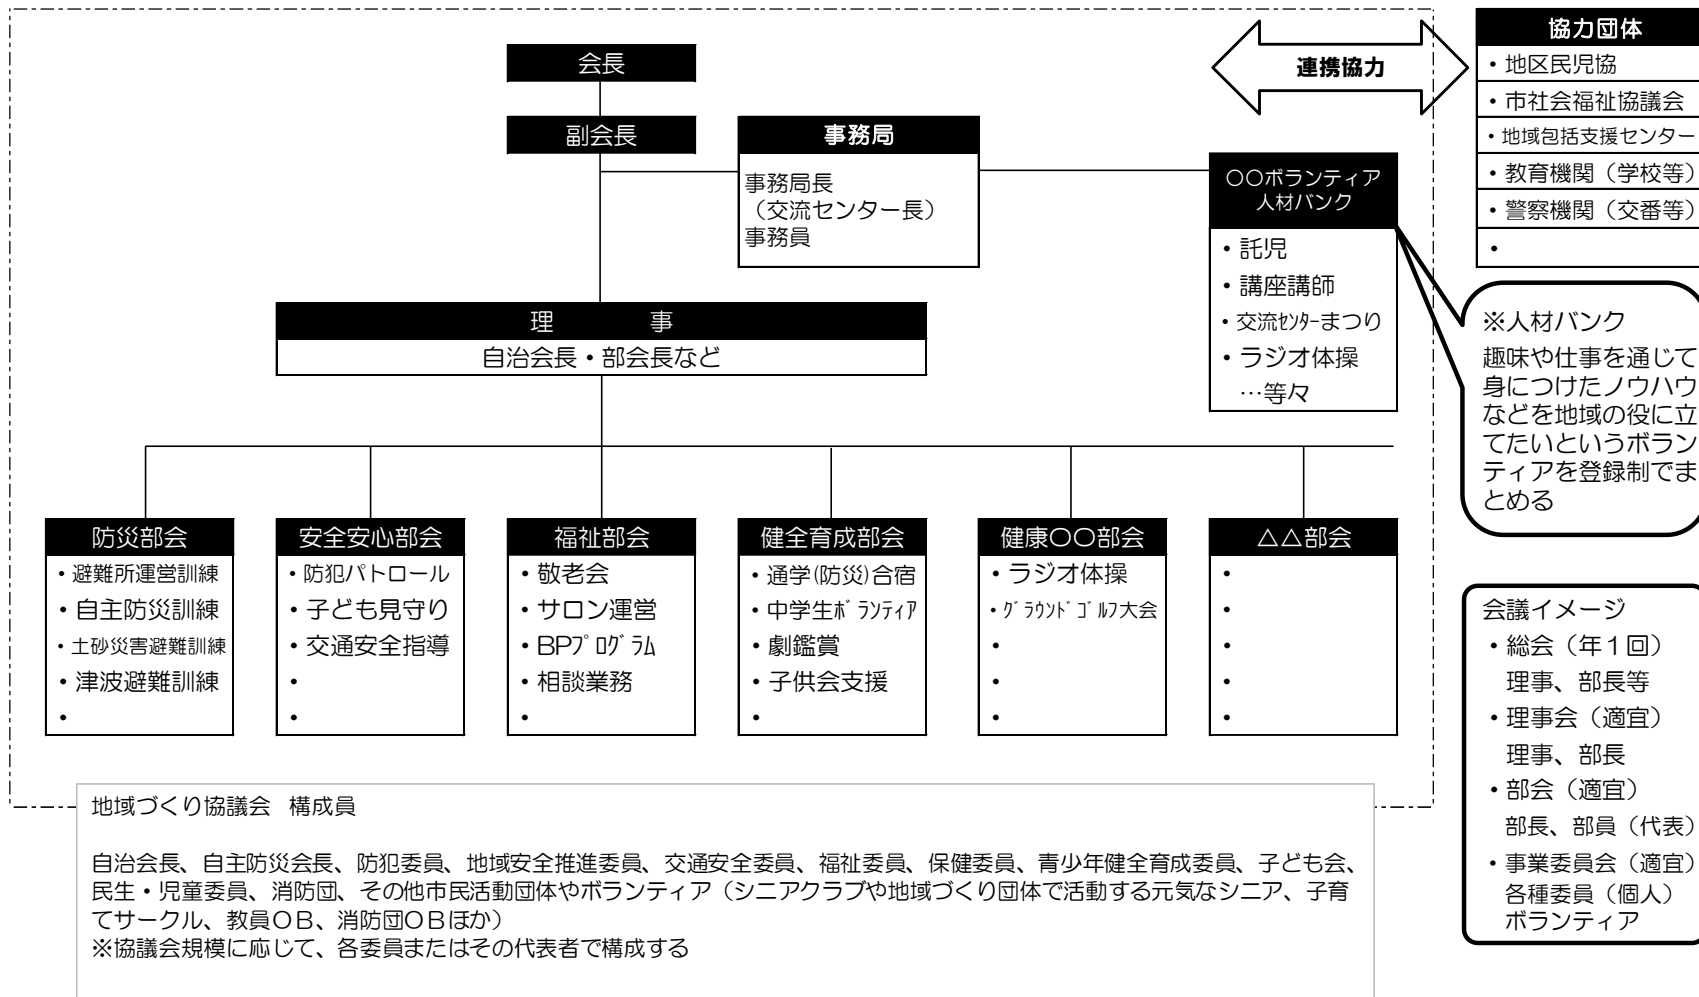 会長
副会長
事務局
事務局長
（交流センター長）
事務員
連携協力
協力団体
・地区民児協
・市社会福祉協議会
・地域包括支援センター
・教育機関（学校等）
・警察機関（交番等）
・
〇〇ボランティア
人材バンク
・託児
・講座講師
・交流ｾﾝﾀｰまつり
・ラジオ体操
…等々
※人材バンク
趣味や仕事を通じて
身につけたノウハウ
などを地域の役に立
てたいというボラン
ティアを登録制でま
とめる
理　　　事
自治会長・部会長など
防災部会
・避難所運営訓練
・自主防災訓練
・土砂災害避難訓練
・津波避難訓練
・
安全安心部会
・防犯パトロール
・子ども見守り
・交通安全指導
・
・
福祉部会
・敬老会
・サロン運営
・BPﾌﾟﾛｸﾞﾗﾑ
・相談業務
・
健全育成部会
・通学(防災)合宿
・中学生ﾎﾞﾗﾝﾃｨｱ
・劇鑑賞
・子供会支援
・
健康〇〇部会
・ラジオ体操
・ｸﾞﾗｳﾝﾄﾞｺﾞﾙﾌ大会
・
・
・
△△部会
・
・
・
・
・
会議イメージ
・総会（年１回）
理事、部長等
・理事会（適宜）
理事、部長
・部会（適宜）
部長、部員（代表）
・事業委員会（適宜）
各種委員（個人）
ボランティア
地域づくり協議会　構成員
自治会長、自主防災会長、防犯委員、地域安全推進委員、交通安全委員、福祉委員、保健委員、青少年健全育成委員、子ども会、
民生・児童委員、消防団、その他市民活動団体やボランティア（シニアクラブや地域づくり団体で活動する元気なシニア、子育
てサークル、教員ＯＢ、消防団ＯＢほか）
※協議会規模に応じて、各委員またはその代表者で構成する